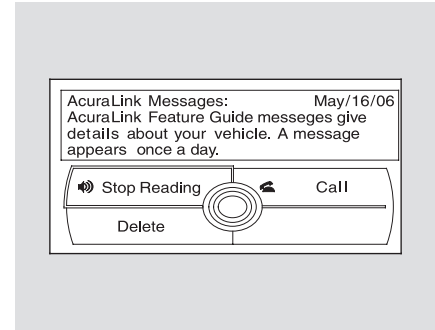 AcuraLink Messages: May/16/06
AcuraLink Feature Guide messeges give
details about your vehicle. A message
appears once a day.
Stop Reading
Call
Delete